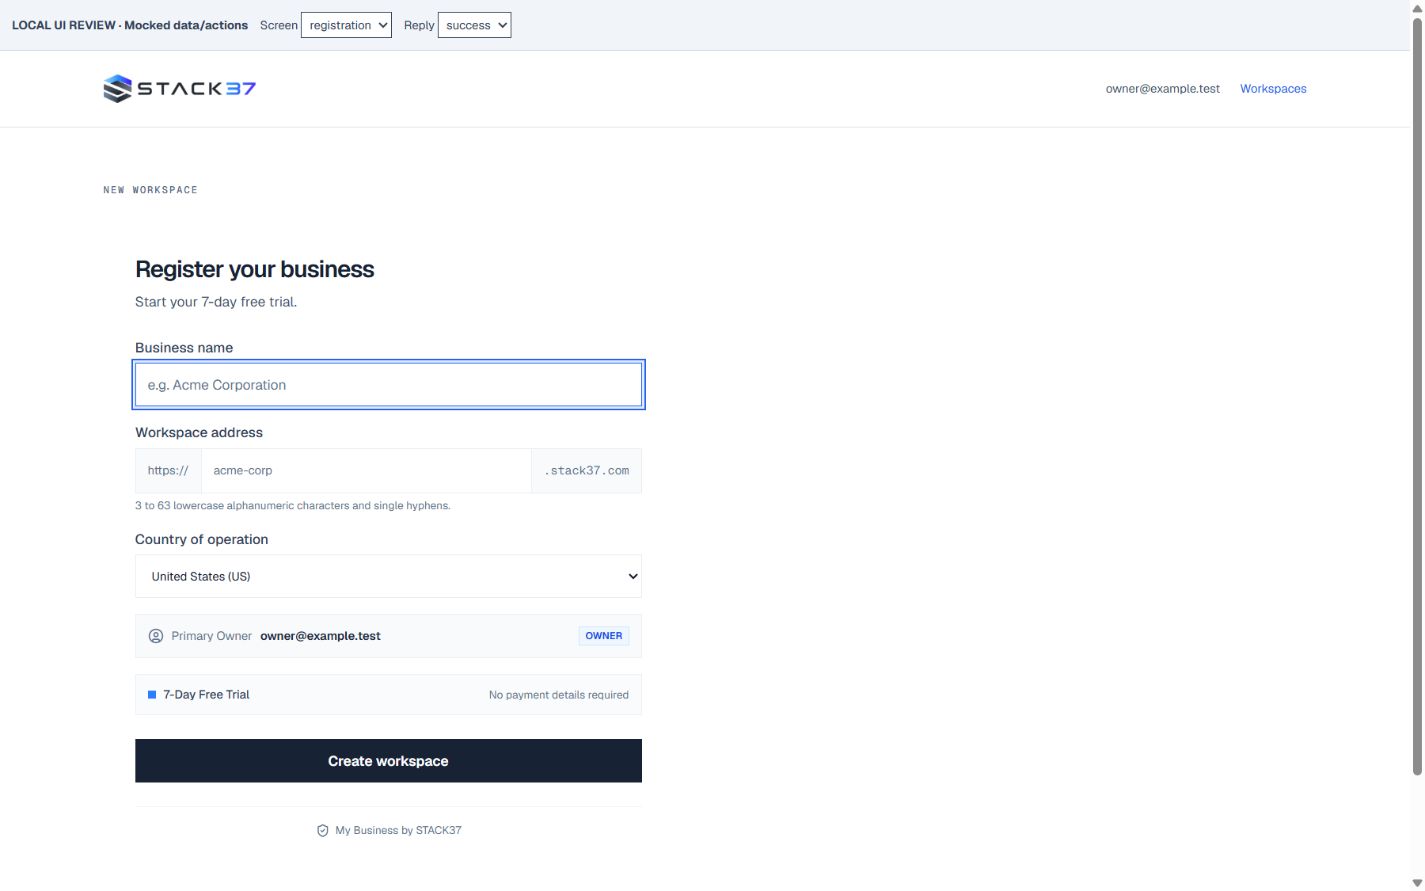 LOCAL UI REVIEW · Mocked data/actions Screen registration Reply success
STACK37
owner@example.test Workspaces
NEW WORKSPACE
Register your business
Start your 7-day free trial.
Business name
e.g. Acme Corporation
Workspace address
https:// acme-corp .stack37.com
3 to 63 lowercase alphanumeric characters and single hyphens.
Country of operation
United States (US)
Primary Owner owner@example.test OWNER
7-Day Free Trial No payment details required
Create workspace
My Business by STACK37